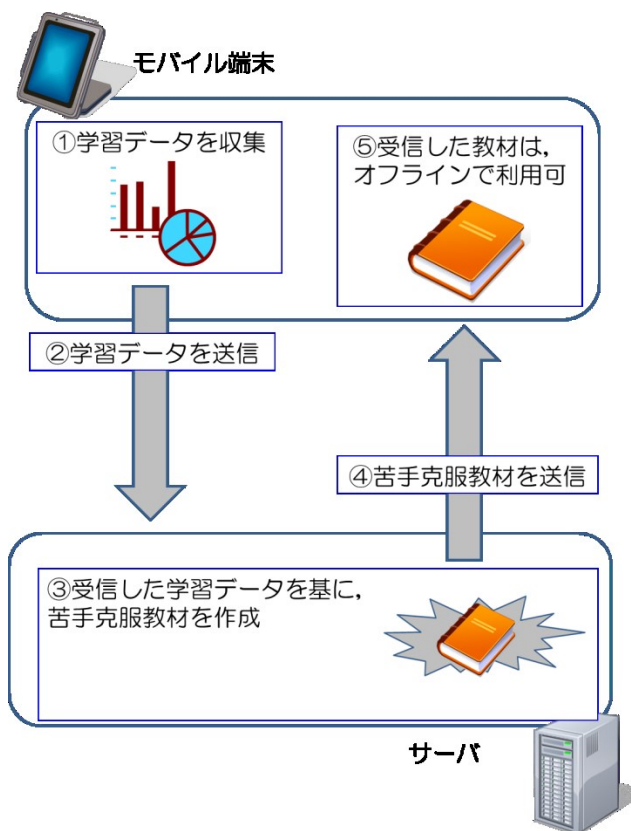 モバイル端末
①学習データを収集
⑤受信した教材は,
オフラインで利用可
②学習データを送信
④苦手克服教材を送信
③受信した学習データを基に,
苦手克服教材を作成
サーバ